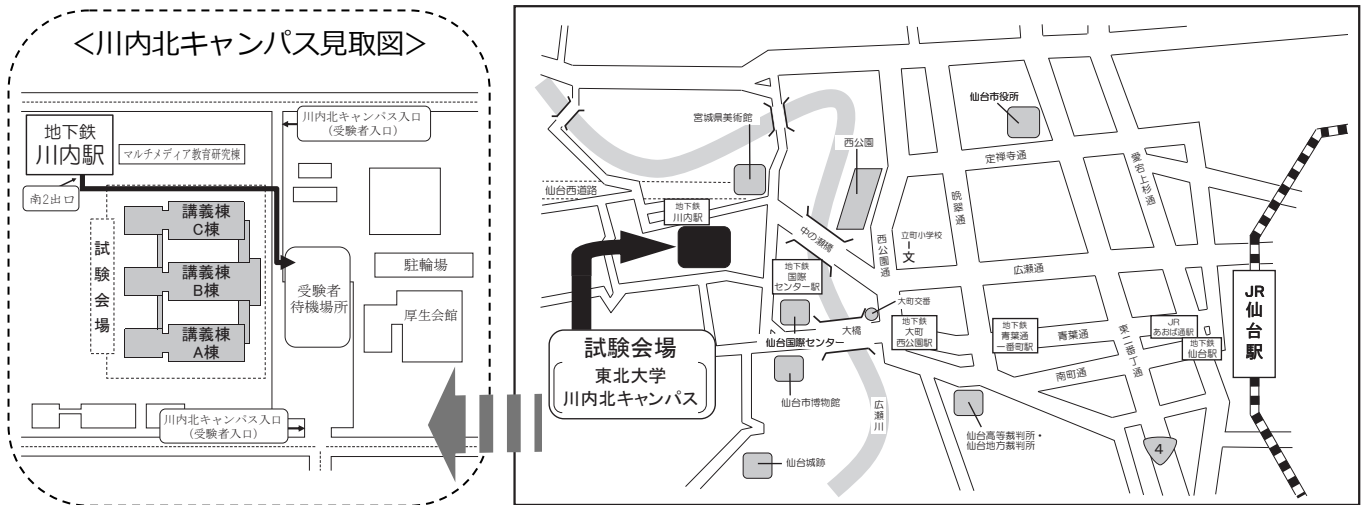 <川内北キャンパス見取図>
川内北キャンパス入口
(受験者入口)
地下鉄
川内駅
マルチメディア教育研究棟
南2出口
試験会場
講義棟
C棟
講義棟
B棟
講義棟
A棟
受験者
待機場所
駐輪場
厚生会館
川内北キャンパス入口
(受験者入口)
仙台市役所
宮城県美術館
西公園
定禅寺通
愛宕上杉通
仙台西道路
晩翠通
地下鉄
川内駅
中の瀬橋
西公園通
立町小学校
文
広瀬通
地下鉄
国際
センター駅
大町交番
JR
仙台駅
仙台国際センター
大橋
地下鉄
大町
西公園駅
地下鉄
青葉通
一番町駅
青葉通
東二番丁通
JR
あおば通駅
地下鉄
仙台駅
試験会場
東北大学
川内北キャンパス
南町通
仙台市博物館
広瀬川
仙台高等裁判所・
仙台地方裁判所
4
仙台城跡